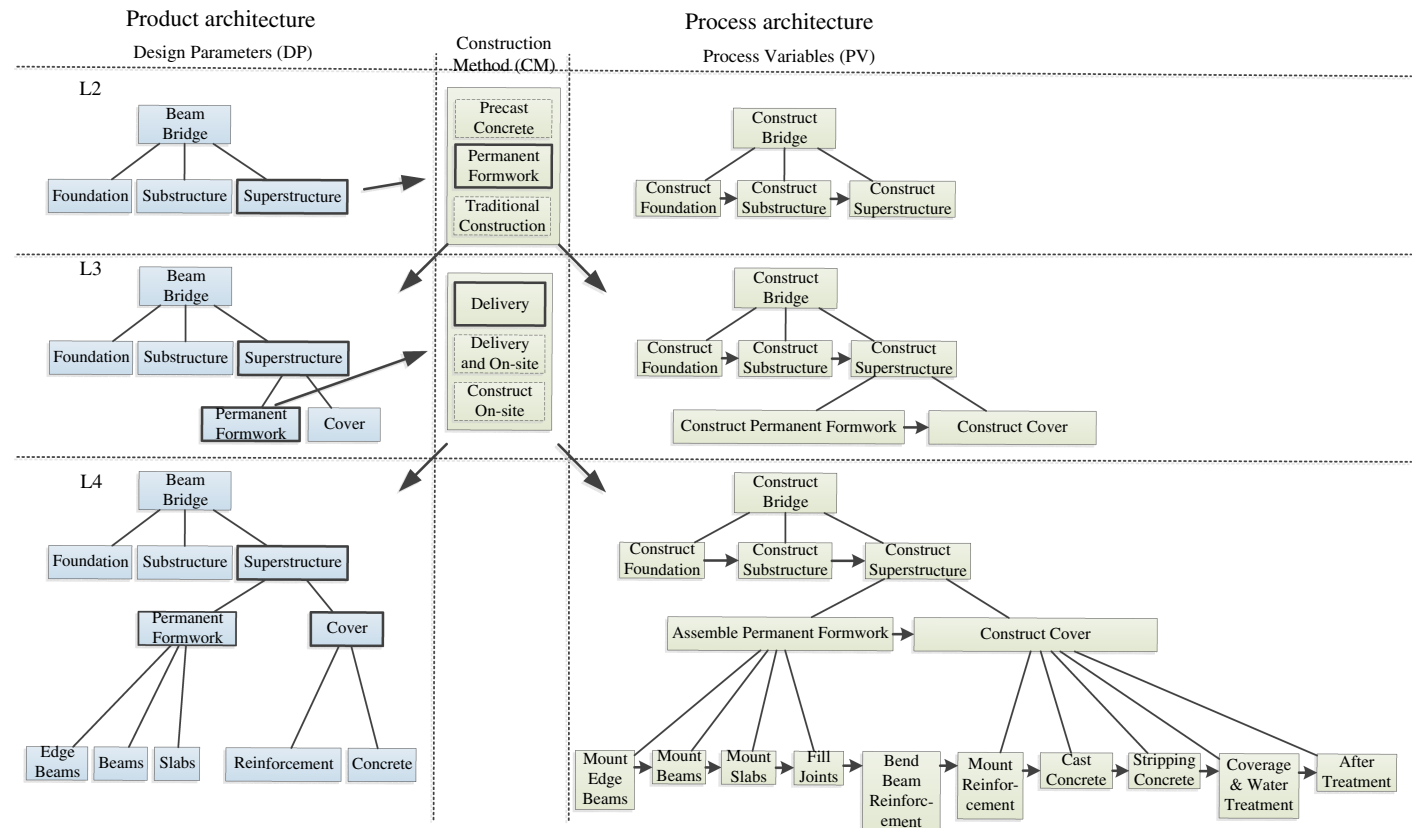 Product architecture
Process architecture
Design Parameters (DP)
Construction
Method (CM)
Process Variables (PV)
L2
Beam
Bridge
Foundation
Substructure
Superstructure
Precast
Concrete
Permanent
Formwork
Traditional
Construction
Construct
Bridge
Construct
Foundation
Construct
Substructure
Construct
Superstructure
L3
Beam
Bridge
Foundation
Substructure
Superstructure
Permanent
Formwork
Cover
Delivery
Delivery
and On-site
Construct
On-site
Construct
Bridge
Construct
Foundation
Construct
Substructure
Construct
Superstructure
Construct Permanent Formwork
Construct Cover
L4
Beam
Bridge
Foundation
Substructure
Superstructure
Permanent
Formwork
Cover
Edge
Beams
Beams
Slabs
Reinforcement
Concrete
Construct
Bridge
Construct
Foundation
Construct
Substructure
Construct
Superstructure
Assemble Permanent Formwork
Construct Cover
Mount
Edge
Beams
Mount
Beams
Mount
Slabs
Fill
Joints
Bend
Beam
Reinforc-
ement
Mount
Reinfor-
cement
Cast
Concrete
Stripping
Concrete
Coverage
& Water
Treatment
After
Treatment